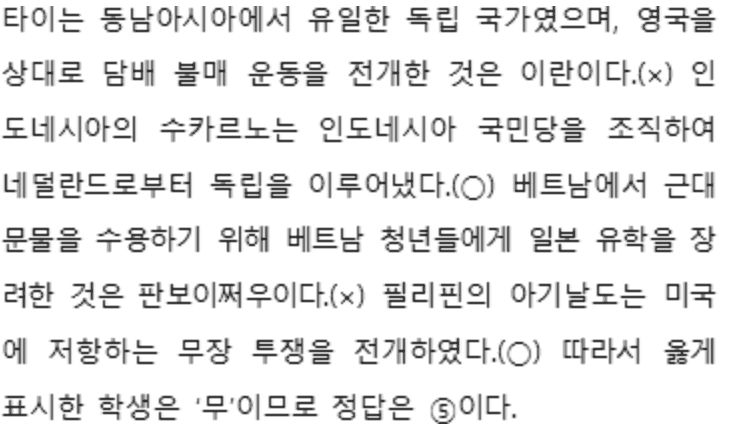 타이는 동남아시아에서 유일한 독립 국가였으며, 영국을
상대로 담배 불매 운동을 전개한 것은 이란이다.(×) 인
도네시아의 수카르노는 인도네시아 국민당을 조직하여
네덜란드로부터 독립을 이루어냈다.(○) 베트남에서 근대
문물을 수용하기 위해 베트남 청년들에게 일본 유학을 장
려한 것은 판보이쩌우이다.(×) 필리핀의 아기날도는 미국
에 저항하는 무장 투쟁을 전개하였다.(○) 따라서 옳게
표시한 학생은 ‘무’이므로 정답은 ⑤이다.